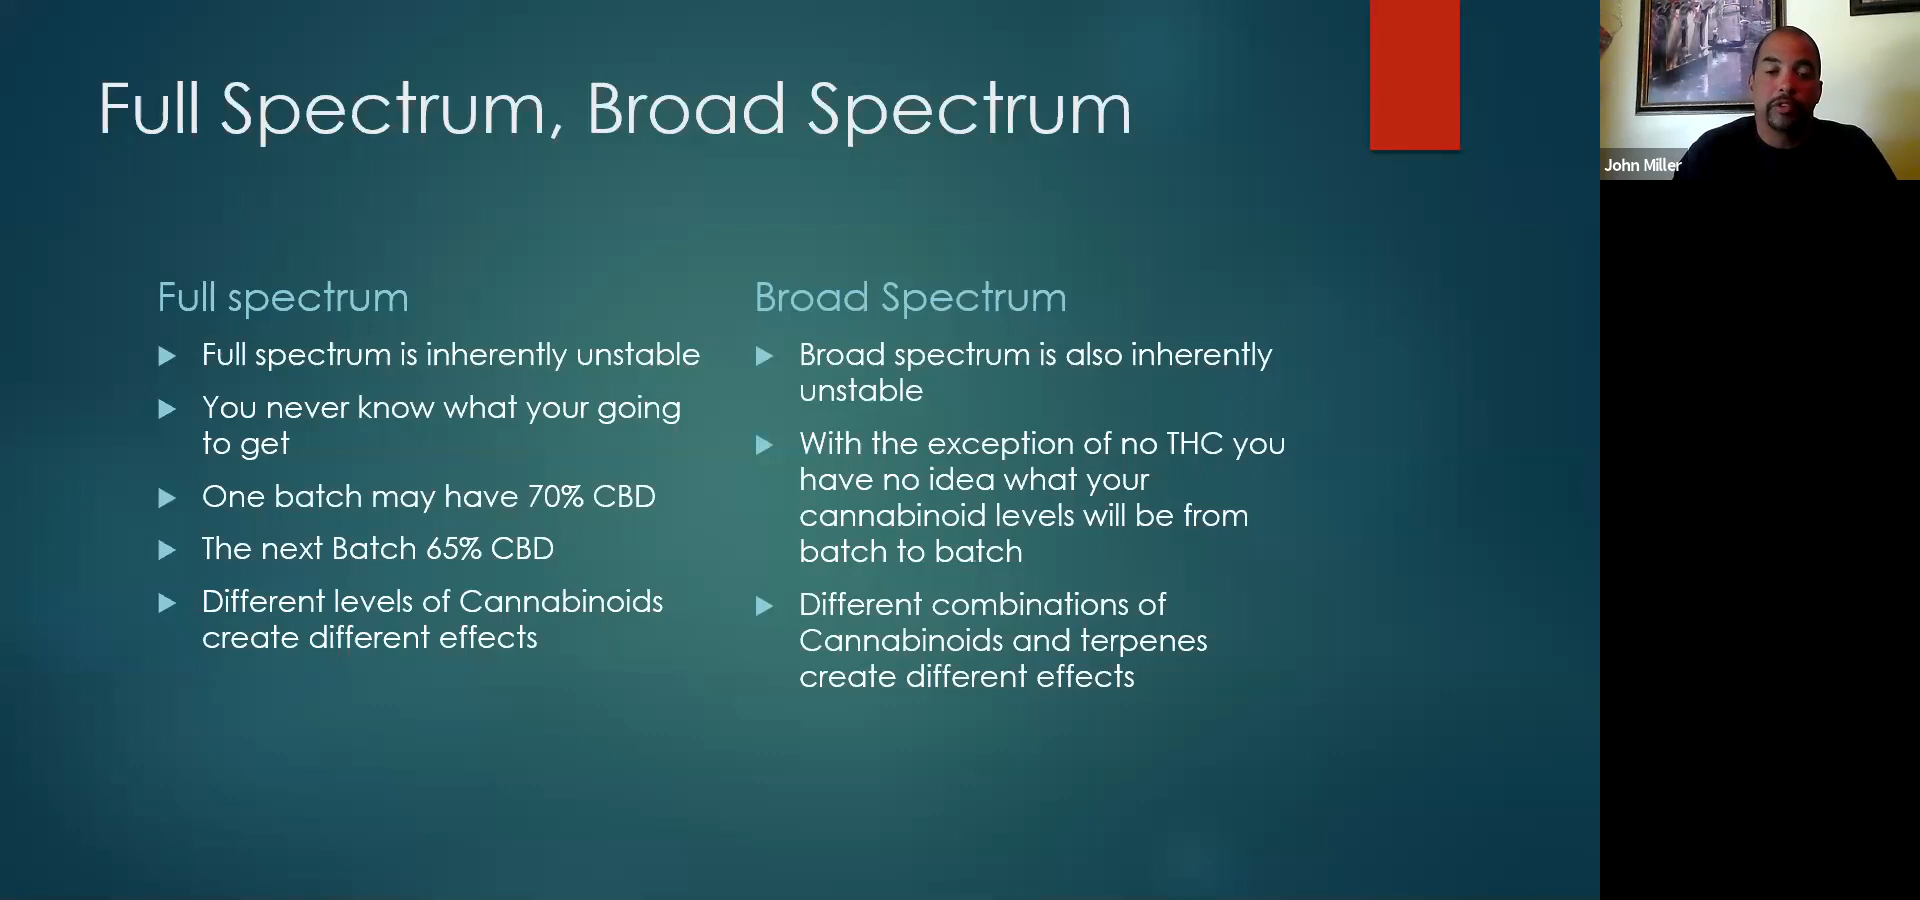 Full Spectrum, Broad Spectrum
Full spectrum
Full spectrum is inherently unstable
You never know what your going
to get
One batch may have 70% CBD
The next Batch 65% CBD
Different levels of Cannabinoids
create different effects
Broad Spectrum
Broad spectrum is also inherently
unstable
With the exception of no THC you
have no idea what your
cannabinoid levels will be from
batch to batch
Different combinations of
Cannabinoids and terpenes
create different effects
John Miller